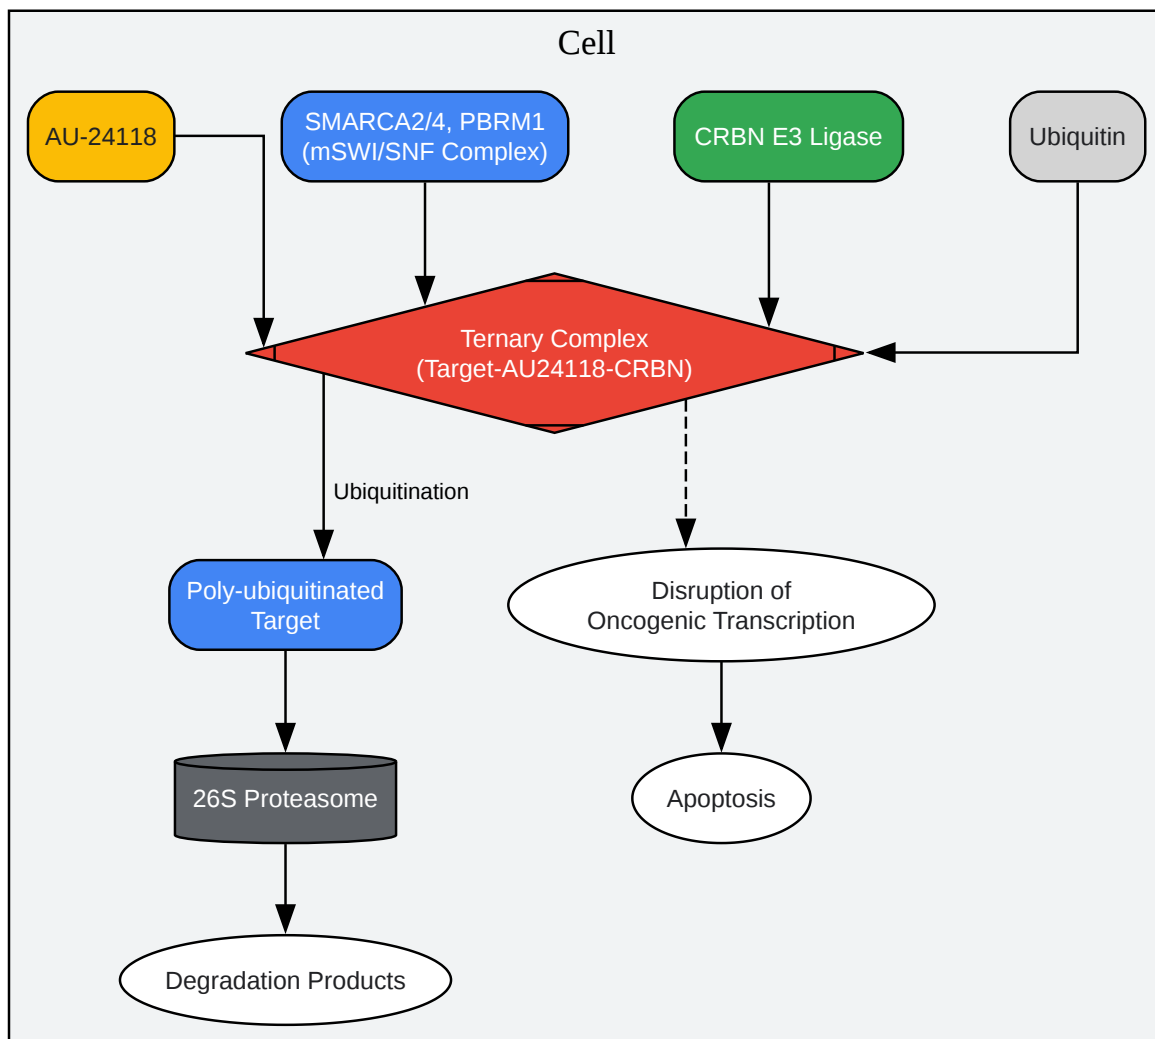 Cell
AU-24118
SMARCA2/4, PBRM1
(mSWI/SNF Complex)
CRBN E3 Ligase
Ubiquitin
Ternary Complex
(Target-AU24118-CRBN)
Ubiquitination
Poly-ubiquitinated
Target
Disruption of
Oncogenic Transcription
26S Proteasome
Apoptosis
Degradation Products